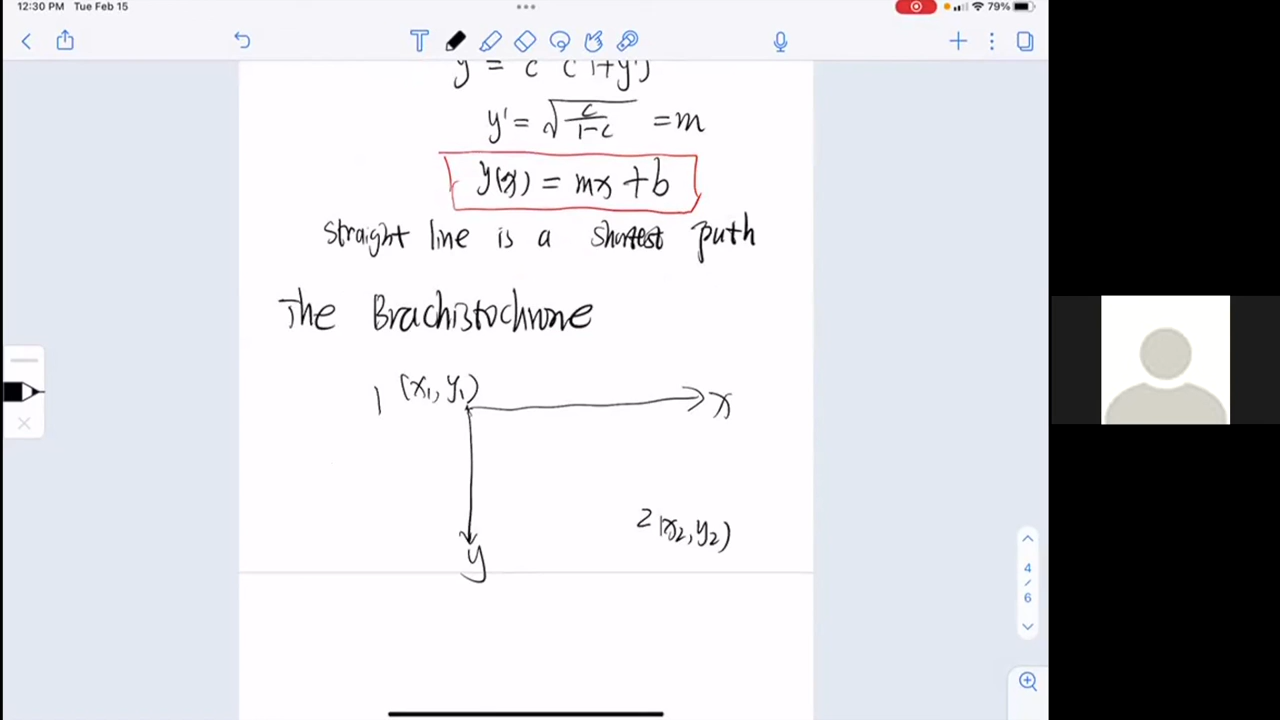 12:30 PM Tue Feb 15
79%
y' = c c (1+y')
y' = √(c/(1-c)) = m
y(x) = mx + b
straight line is a shortest path
The Brachistochrone
1 (x₁, y₁)
x
2 (x₂, y₂)
y
4
/
6